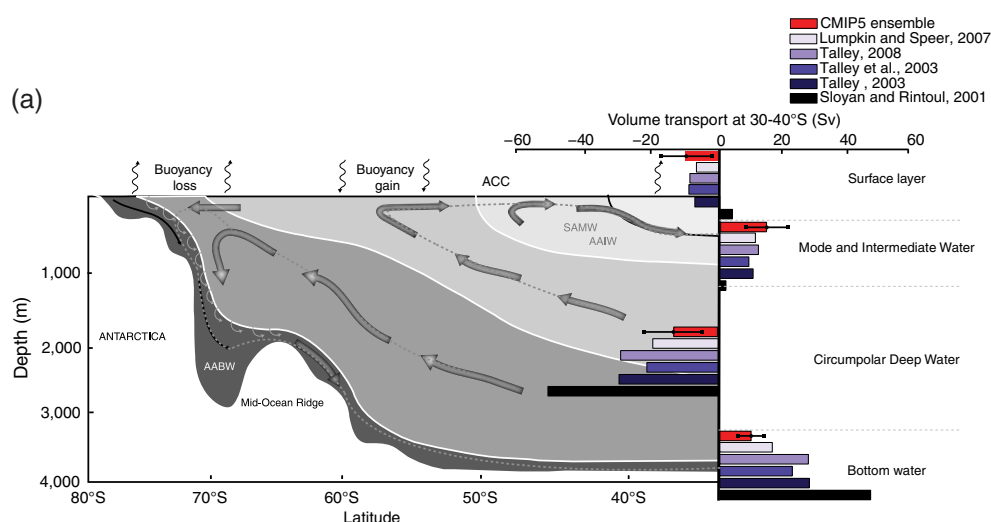 CMIP5 ensemble
Lumpkin and Speer, 2007
Talley, 2008
Talley et al., 2003
Talley , 2003
Sloyan and Rintoul, 2001
(a)
Volume transport at 30-40°S (Sv)
−60 −40 −20 0 20 40 60
Buoyancy loss
Buoyancy gain
ACC
Surface layer
SAMW
AAIW
Mode and Intermediate Water
Depth (m)
1,000
2,000
3,000
4,000
ANTARCTICA
AABW
Mid-Ocean Ridge
Circumpolar Deep Water
Bottom water
80°S 70°S 60°S 50°S 40°S
Latitude